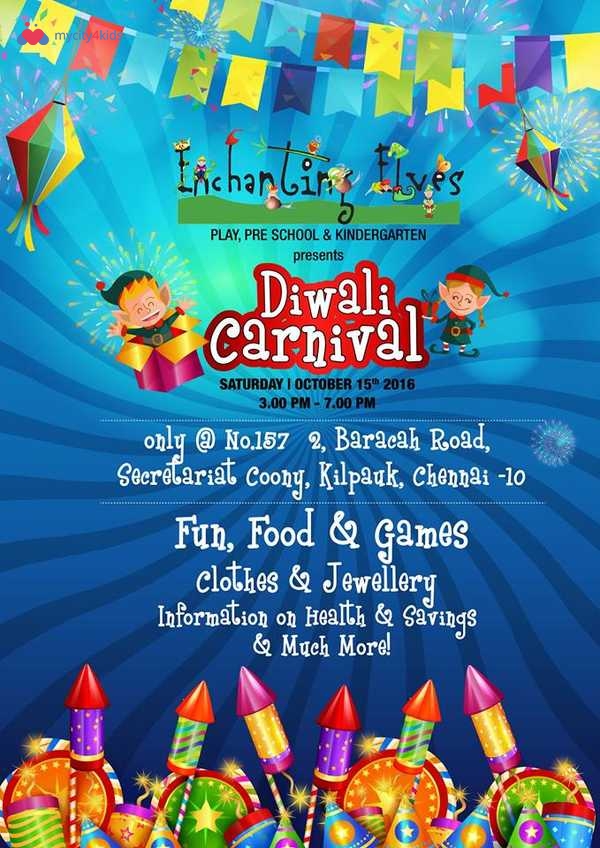 mycity4kids
Enchanting Elves
PLAY, PRE SCHOOL & KINDERGARTEN
presents
Diwali
Carnival
SATURDAY | OCTOBER 15th 2016
3.00 PM - 7.00 PM
only @ No.157 2, Baracah Road,
Secretariat Coony, Kilpauk, Chennai -10
Fun, Food & Games
Clothes & Jewellery
Information on Health & Savings
& Much More!